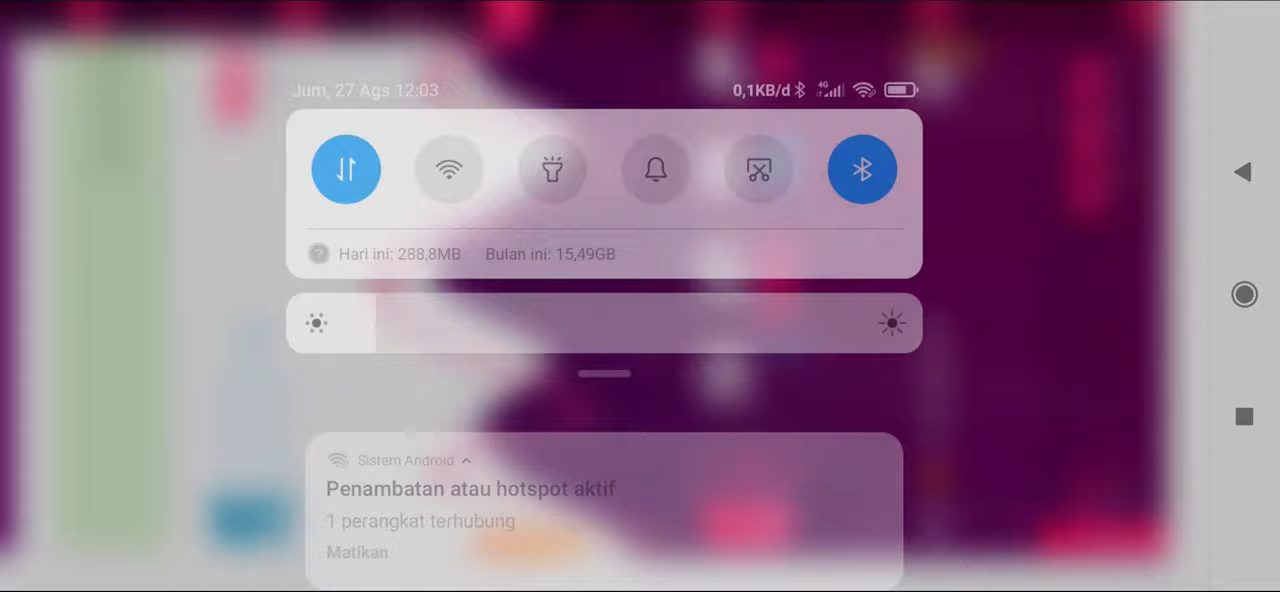 Jum, 27 Ags 12:03
0,1KB/d 4G
? Hari ini: 288,8MB Bulan ini: 15,49GB
Sistem Android
Penambatan atau hotspot aktif
1 perangkat terhubung
Matikan